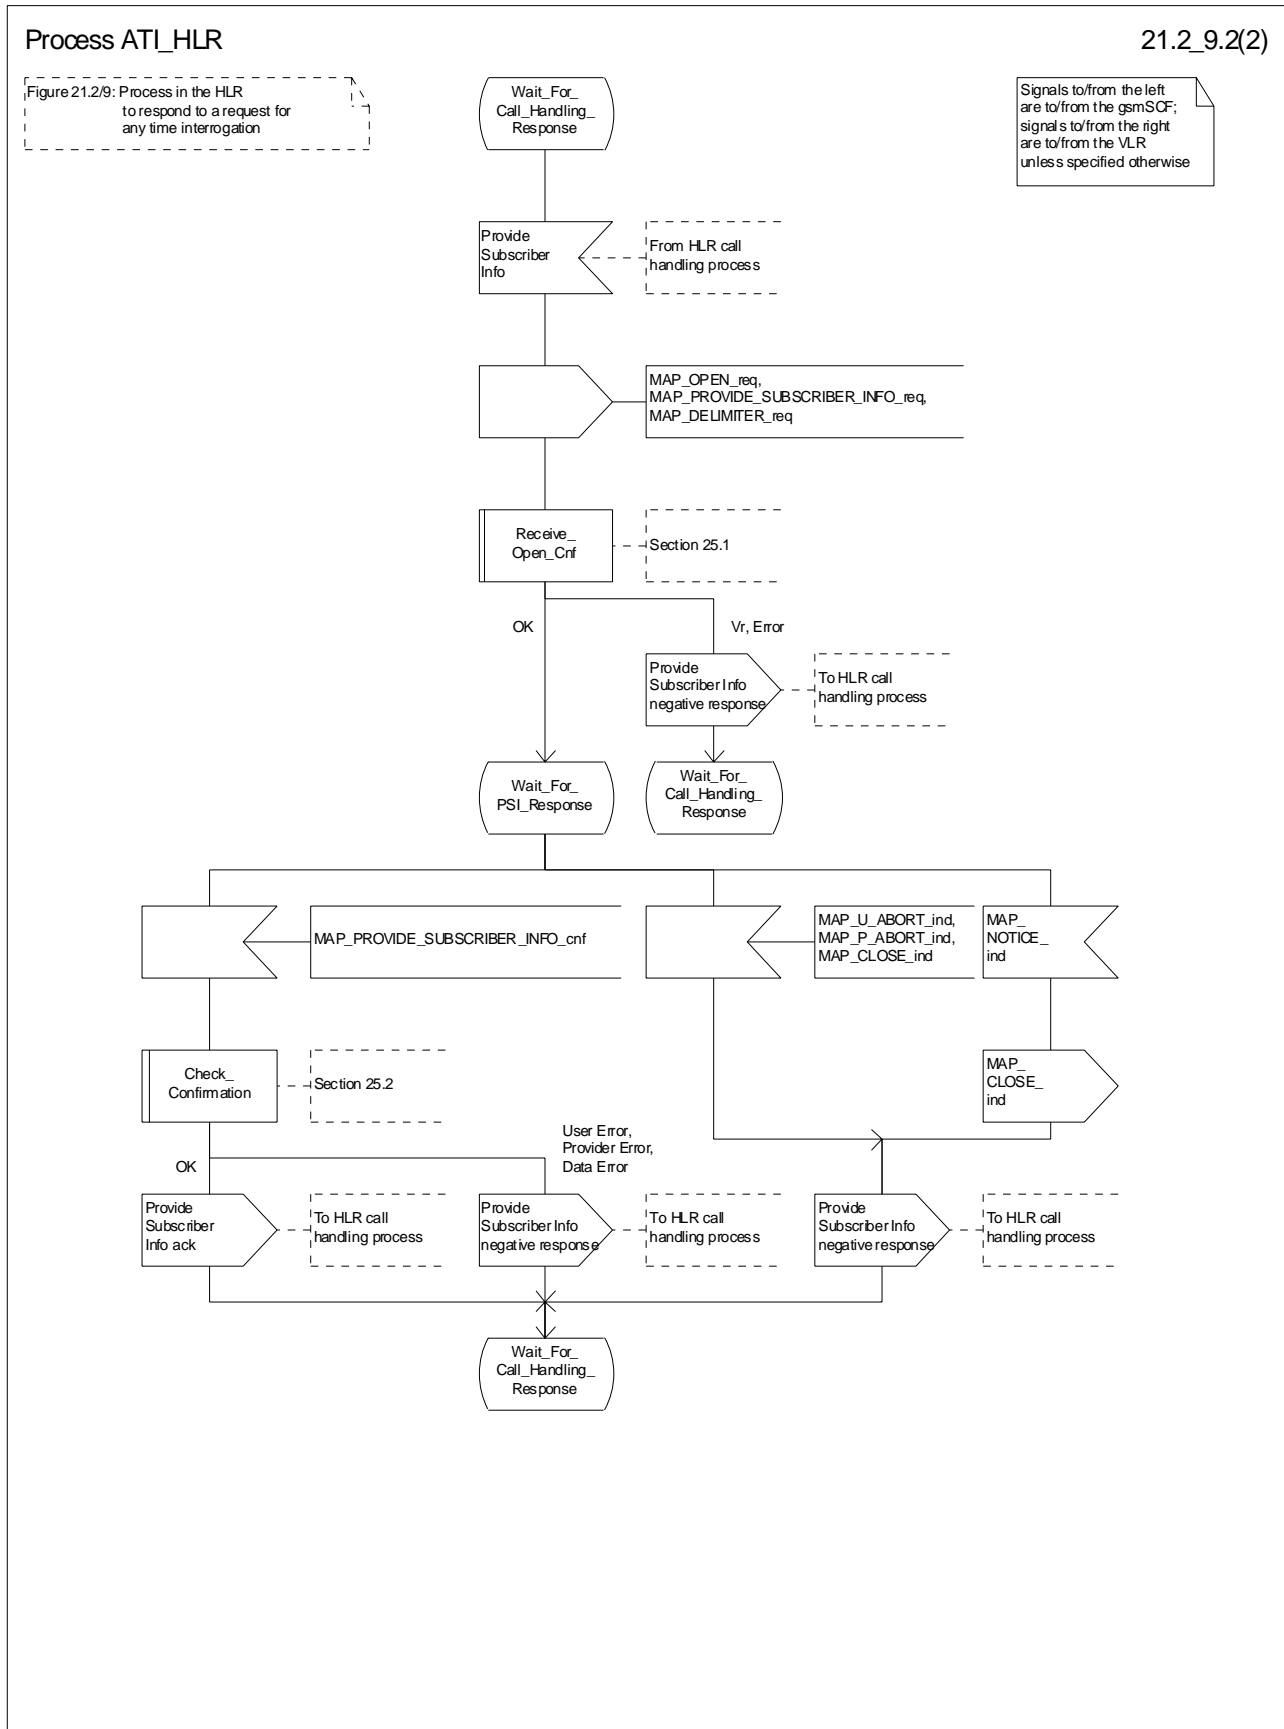 Process ATI_HLR
21.2_9.2(2)
Figure 21.2/9: Process in the HLR
to respond to a request for
any time interrogation
Wait_For_
Call_Handling_
Response
Signals to/from the left
are to/from the gsmSCF;
signals to/from the right
are to/from the VLR
unless specified otherwise
Provide
Subscriber
Info
From HLR call
handling process
MAP_OPEN_req,
MAP_PROVIDE_SUBSCRIBER_INFO_req,
MAP_DELIMITER_req
Receive_
Open_Cnf
Section 25.1
OK
Vr, Error
Provide
Subscriber Info
negative response
To HLR call
handling process
Wait_For_
PSI_Response
Wait_For_
Call_Handling_
Response
MAP_PROVIDE_SUBSCRIBER_INFO_cnf
MAP_U_ABORT_ind,
MAP_P_ABORT_ind,
MAP_CLOSE_ind
MAP_
NOTICE_
ind
Check_
Confirmation
Section 25.2
MAP_
CLOSE_
ind
OK
User Error,
Provider Error,
Data Error
Provide
Subscriber
Info ack
To HLR call
handling process
Provide
Subscriber Info
negative response
To HLR call
handling process
Provide
Subscriber Info
negative response
To HLR call
handling process
Wait_For_
Call_Handling_
Response